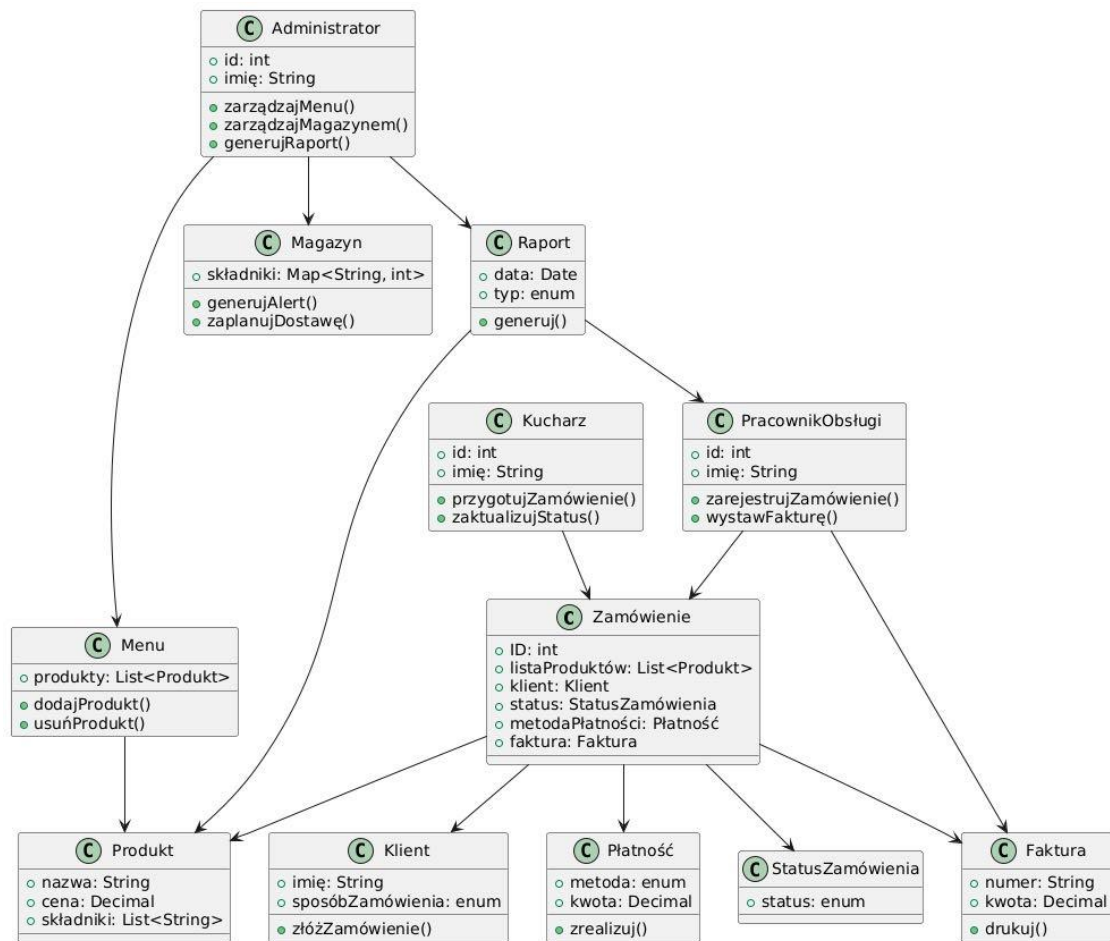 C Administrator
id: int
imię: String
zarządzajMenu()
zarządzajMagazynem()
generujRaport()
C Magazyn
składniki: Map<String, int>
generujAlert()
zaplanujDostawę()
C Raport
data: Date
typ: enum
generuj()
C Kucharz
id: int
imię: String
przygotujZamówienie()
zaktualizujStatus()
C PracownikObsługi
id: int
imię: String
zarejestrujZamówienie()
wystawFakturę()
C Zamówienie
ID: int
listaProduktów: List<Produkt>
klient: Klient
status: StatusZamówienia
metodaPłatności: Płatność
faktura: Faktura
C Menu
produkty: List<Produkt>
dodajProdukt()
usuńProdukt()
C Produkt
nazwa: String
cena: Decimal
składniki: List<String>
C Klient
imię: String
sposóbZamówienia: enum
złóżZamówienie()
C Płatność
metoda: enum
kwota: Decimal
zrealizuj()
C StatusZamówienia
status: enum
C Faktura
numer: String
kwota: Decimal
drukuj()